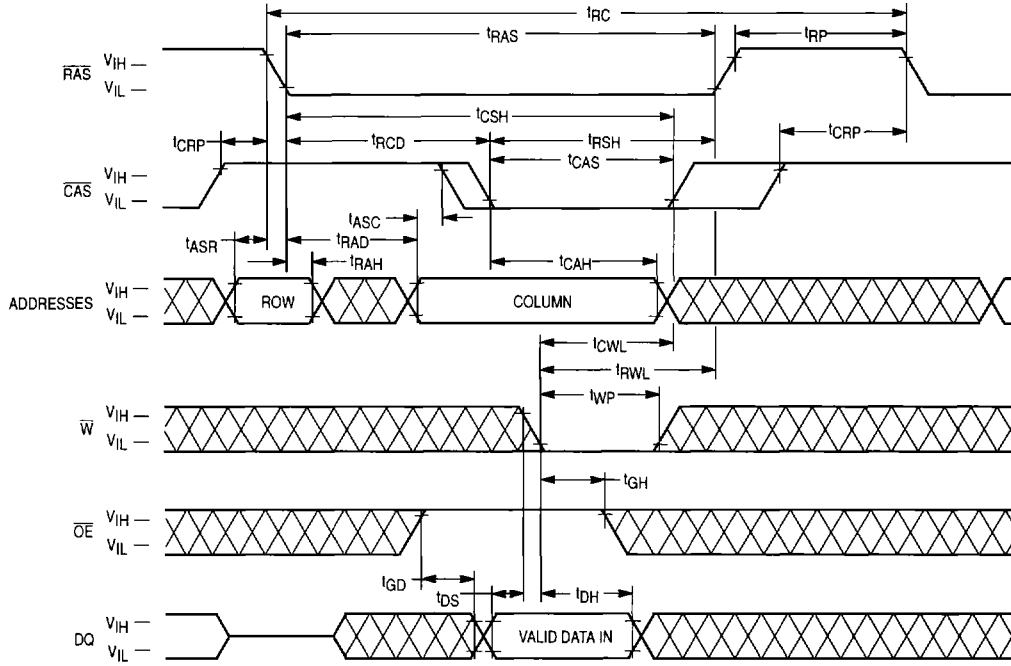 tRC
tRAS
tRP
RAS
VIH
VIL
tCSH
tCRP
tRCD
tRSH
tCRP
tCAS
CAS
VIH
VIL
tASC
tASR
tRAD
tRAH
tCAH
ADDRESSES
VIH
VIL
ROW
COLUMN
tCWL
tRWL
tWP
W
VIH
VIL
tGH
OE
VIH
VIL
tGD
tDS
tDH
DQ
VIH
VIL
VALID DATA IN